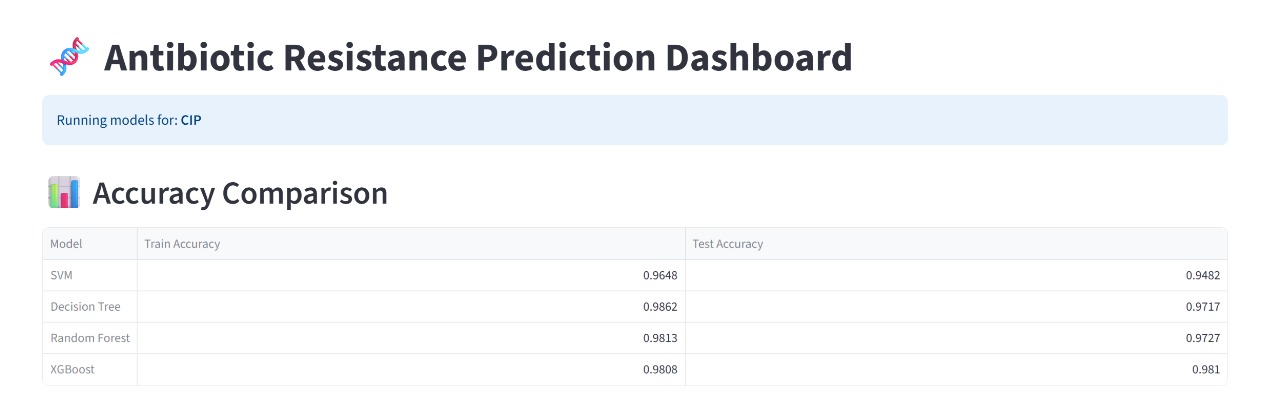 Antibiotic Resistance Prediction Dashboard
Running models for: CIP
Accuracy Comparison
Model Train Accuracy Test Accuracy
SVM 0.9648 0.9482
Decision Tree 0.9862 0.9717
Random Forest 0.9813 0.9727
XGBoost 0.9808 0.981